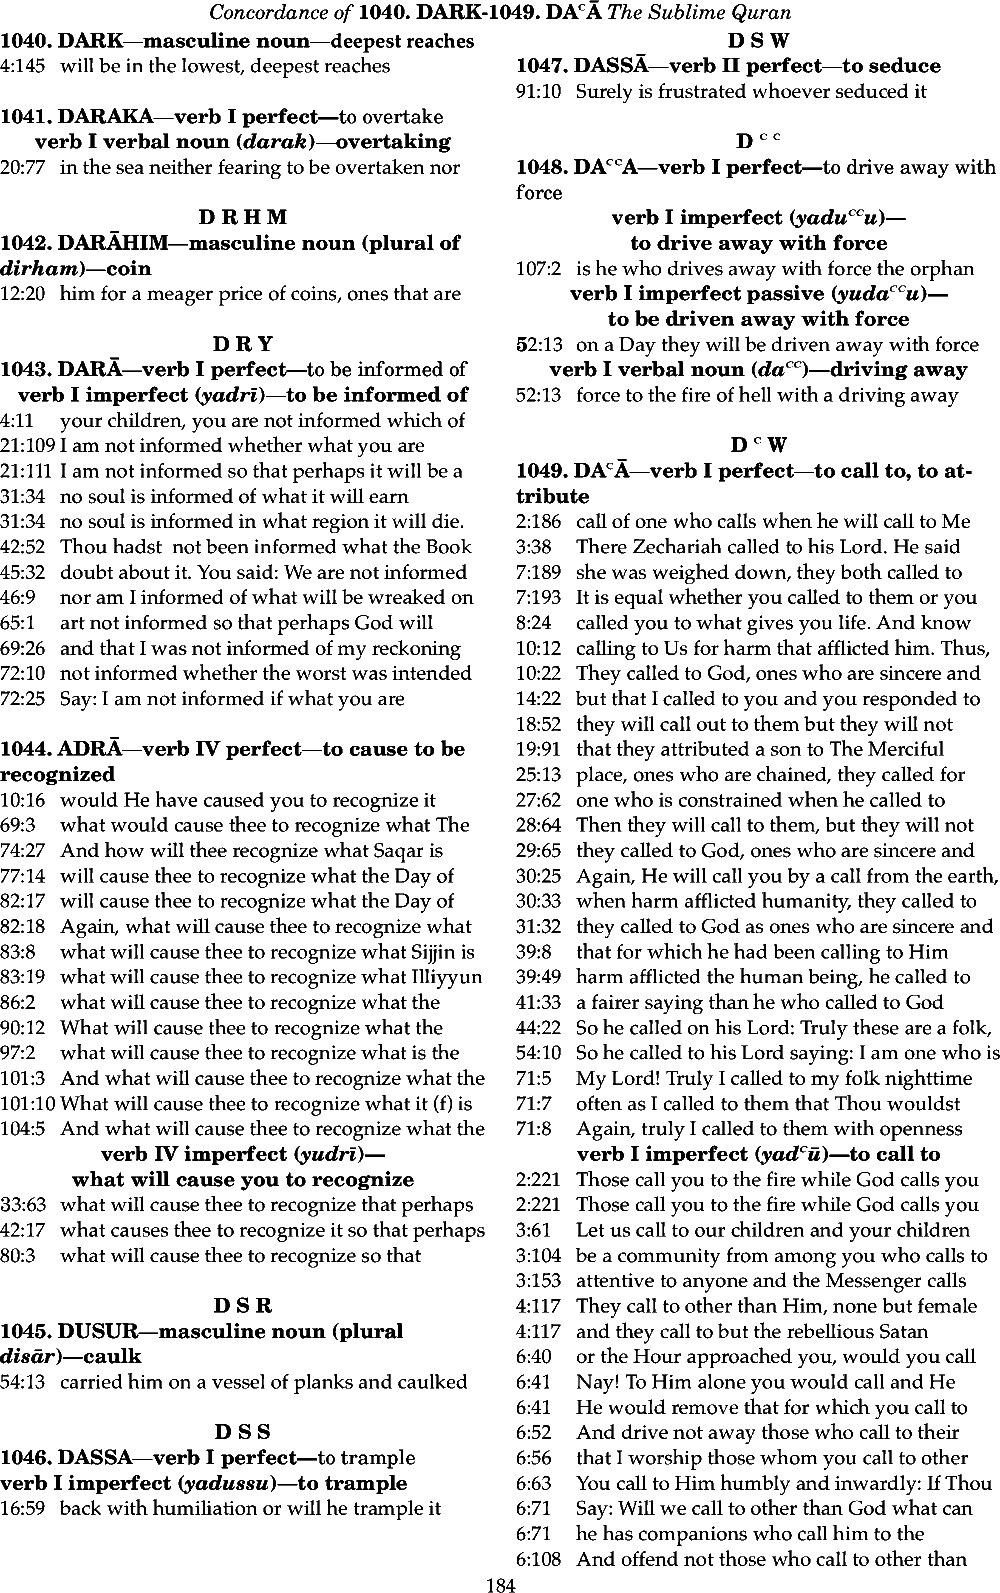 Concordance of 1040. DARK-1049. DAᶜĀ The Sublime Quran
1040. DARK—masculine noun—deepest reaches
4:145 will be in the lowest, deepest reaches
1041. DARAKA—verb I perfect—to overtake
verb I verbal noun (darak)—overtaking
20:77 in the sea neither fearing to be overtaken nor
D R H M
1042. DARĀHIM—masculine noun (plural of
dirham)—coin
12:20 him for a meager price of coins, ones that are
D R Y
1043. DARĀ—verb I perfect—to be informed of
verb I imperfect (yadrī)—to be informed of
4:11 your children, you are not informed which of
21:109 I am not informed whether what you are
21:111 I am not informed so that perhaps it will be a
31:34 no soul is informed of what it will earn
31:34 no soul is informed in what region it will die.
42:52 Thou hadst not been informed what the Book
45:32 doubt about it. You said: We are not informed
46:9 nor am I informed of what will be wreaked on
65:1 art not informed so that perhaps God will
69:26 and that I was not informed of my reckoning
72:10 not informed whether the worst was intended
72:25 Say: I am not informed if what you are
1044. ADRĀ—verb IV perfect—to cause to be
recognized
10:16 would He have caused you to recognize it
69:3 what would cause thee to recognize what The
74:27 And how will thee recognize what Saqar is
77:14 will cause thee to recognize what the Day of
82:17 will cause thee to recognize what the Day of
82:18 Again, what will cause thee to recognize what
83:8 what will cause thee to recognize what Sijjin is
83:19 what will cause thee to recognize what Illiyyun
86:2 what will cause thee to recognize what the
90:12 What will cause thee to recognize what the
97:2 what will cause thee to recognize what is the
101:3 And what will cause thee to recognize what the
101:10 What will cause thee to recognize what it (f) is
104:5 And what will cause thee to recognize what the
verb IV imperfect (yudrī)—
what will cause you to recognize
33:63 what will cause thee to recognize that perhaps
42:17 what causes thee to recognize it so that perhaps
80:3 what will cause thee to recognize so that
D S R
1045. DUSUR—masculine noun (plural
disār)—caulk
54:13 carried him on a vessel of planks and caulked
D S S
1046. DASSA—verb I perfect—to trample
verb I imperfect (yadussu)—to trample
16:59 back with humiliation or will he trample it
D S W
1047. DASSĀ—verb II perfect—to seduce
91:10 Surely is frustrated whoever seduced it
D ᶜ ᶜ
1048. DAᶜᶜA—verb I perfect—to drive away with
force
verb I imperfect (yaduᶜᶜu)—
to drive away with force
107:2 is he who drives away with force the orphan
verb I imperfect passive (yudaᶜᶜu)—
to be driven away with force
52:13 on a Day they will be driven away with force
verb I verbal noun (daᶜᶜ)—driving away
52:13 force to the fire of hell with a driving away
D ᶜ W
1049. DAᶜĀ—verb I perfect—to call to, to at-
tribute
2:186 call of one who calls when he will call to Me
3:38 There Zechariah called to his Lord. He said
7:189 she was weighed down, they both called to
7:193 It is equal whether you called to them or you
8:24 called you to what gives you life. And know
10:12 calling to Us for harm that afflicted him. Thus,
10:22 They called to God, ones who are sincere and
14:22 but that I called to you and you responded to
18:52 they will call out to them but they will not
19:91 that they attributed a son to The Merciful
25:13 place, ones who are chained, they called for
27:62 one who is constrained when he called to
28:64 Then they will call to them, but they will not
29:65 they called to God, ones who are sincere and
30:25 Again, He will call you by a call from the earth,
30:33 when harm afflicted humanity, they called to
31:32 they called to God as ones who are sincere and
39:8 that for which he had been calling to Him
39:49 harm afflicted the human being, he called to
41:33 a fairer saying than he who called to God
44:22 So he called on his Lord: Truly these are a folk,
54:10 So he called to his Lord saying: I am one who is
71:5 My Lord! Truly I called to my folk nighttime
71:7 often as I called to them that Thou wouldst
71:8 Again, truly I called to them with openness
verb I imperfect (yadᶜū)—to call to
2:221 Those call you to the fire while God calls you
2:221 Those call you to the fire while God calls you
3:61 Let us call to our children and your children
3:104 be a community from among you who calls to
3:153 attentive to anyone and the Messenger calls
4:117 They call to other than Him, none but female
4:117 and they call to but the rebellious Satan
6:40 or the Hour approached you, would you call
6:41 Nay! To Him alone you would call and He
6:41 He would remove that for which you call to
6:52 And drive not away those who call to their
6:56 that I worship those whom you call to other
6:63 You call to Him humbly and inwardly: If Thou
6:71 Say: Will we call to other than God what can
6:71 he has companions who call him to the
6:108 And offend not those who call to other than
184